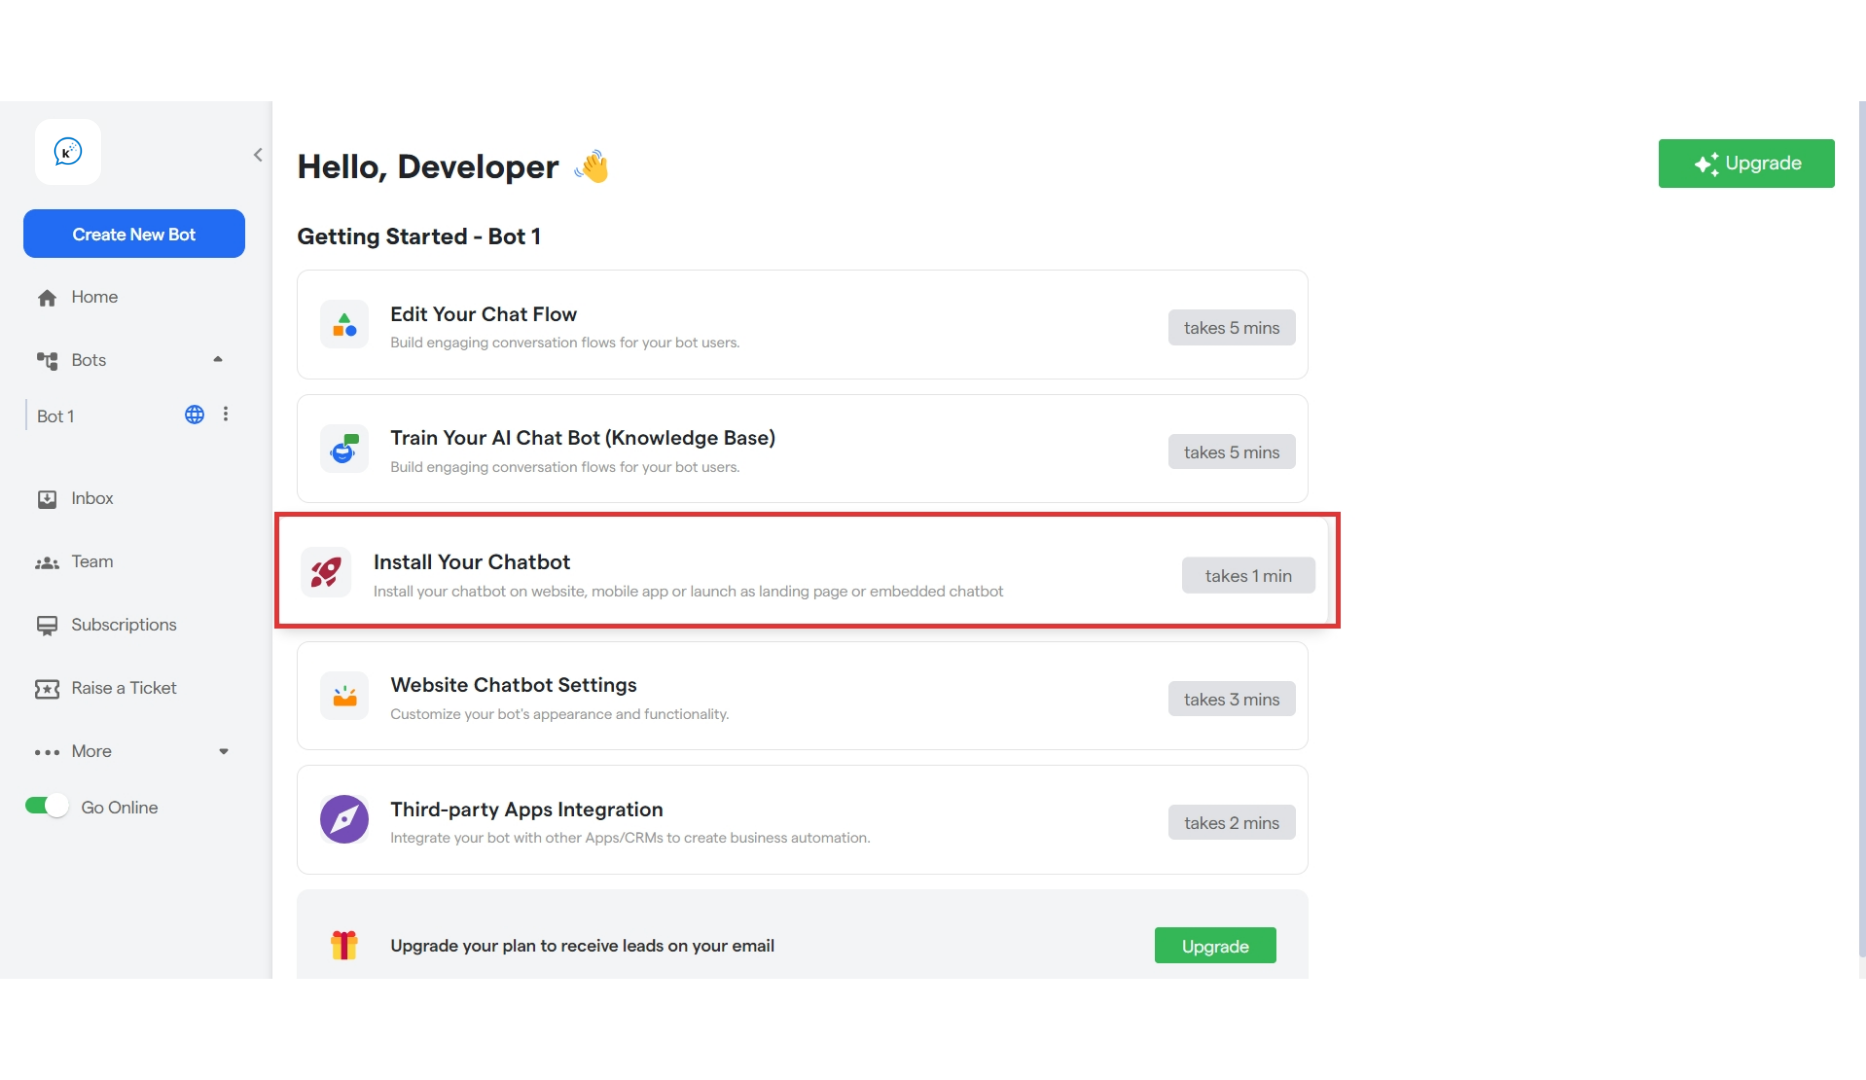 K
Create New Bot
Home
Bots
Bot 1
Inbox
Team
Subscriptions
Raise a Ticket
More
Go Online
Hello, Developer 👋
Upgrade
Getting Started - Bot 1
Edit Your Chat Flow
Build engaging conversation flows for your bot users.
takes 5 mins
Train Your AI Chat Bot (Knowledge Base)
Build engaging conversation flows for your bot users.
takes 5 mins
Install Your Chatbot
Install your chatbot on website, mobile app or launch as landing page or embedded chatbot
takes 1 min
Website Chatbot Settings
Customize your bot's appearance and functionality.
takes 3 mins
Third-party Apps Integration
Integrate your bot with other Apps/CRMs to create business automation.
takes 2 mins
Upgrade your plan to receive leads on your email
Upgrade